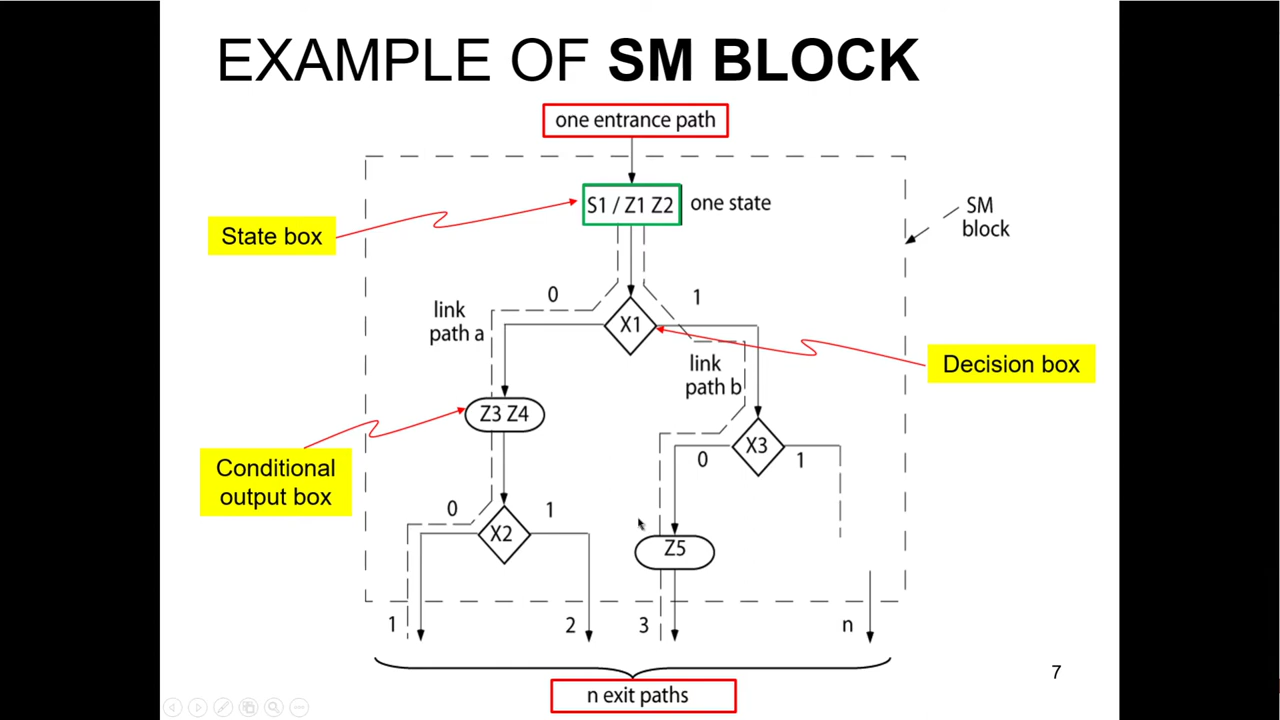 EXAMPLE OF SM BLOCK
one entrance path
S1 / Z1 Z2
one state
SM
block
State box
0
1
link
path a
X1
link
path b
Decision box
Z3 Z4
X3
0
1
Conditional
output box
0
1
X2
Z5
1
2
3
n
n exit paths
7